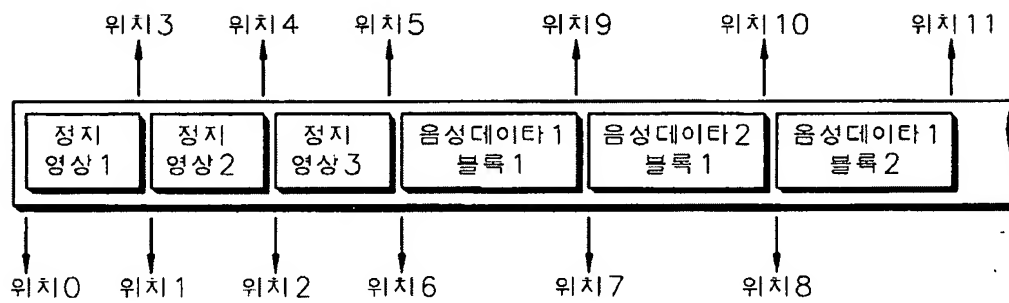 위치3 위치4 위치5 위치9 위치10 위치11
정지 정지 정지 음성데이타1 음성데이타2 음성데이타1
영상1 영상2 영상3 블록1 블록1 블록2
위치0 위치1 위치2 위치6 위치7 위치8